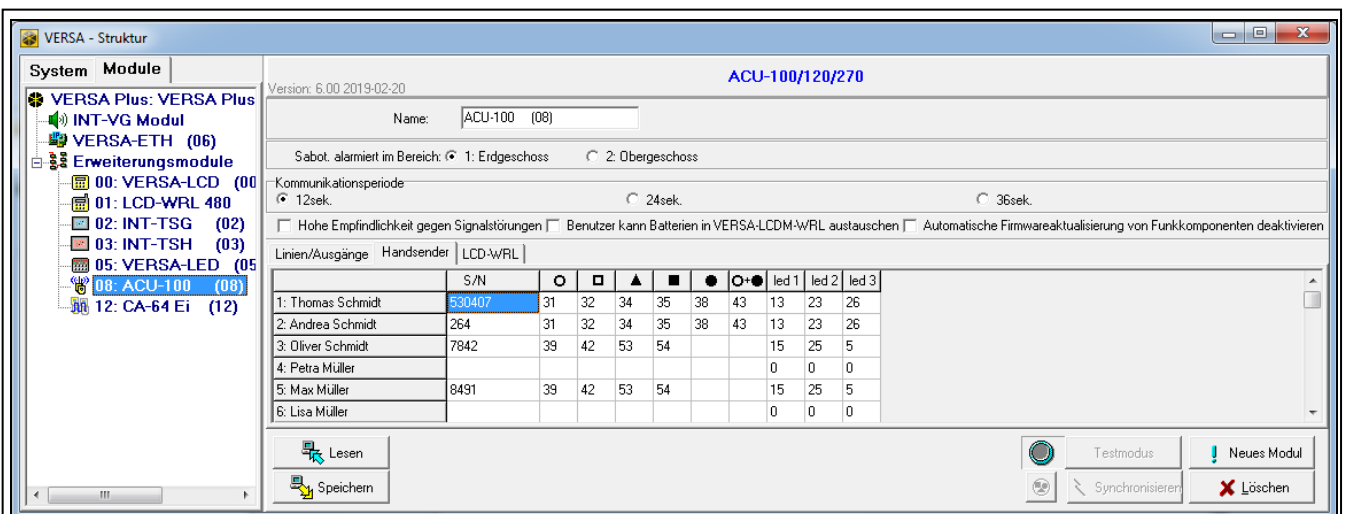 VERSA - Struktur
System Module
VERSA Plus: VERSA Plus
INT-VG Modul
VERSA-ETH (06)
Erweiterungsmodule
00: VERSA-LCD (00
01: LCD-WRL 480
02: INT-TSG (02)
03: INT-TSH (03)
05: VERSA-LED (05
08: ACU-100 (08)
12: CA-64 Ei (12)
ACU-100/120/270
Version: 6.00 2019-02-20
Name: ACU-100 (08)
Sabot. alarmiert im Bereich: 1: Erdgeschoss 2: Obergeschoss
Kommunikationsperiode
12sek. 24sek. 36sek.
Hohe Empfindlichkeit gegen Signalstörungen Benutzer kann Batterien in VERSA-LCDM-WRL austauschen Automatische Firmwareaktualisierung von Funkkomponenten deaktivieren
Linien/Ausgänge Handsender LCD-WRL
S/N led 1 led 2 led 3
1: Thomas Schmidt 530407 31 32 34 35 38 43 13 23 26
2: Andrea Schmidt 264 31 32 34 35 38 43 13 23 26
3: Oliver Schmidt 7842 39 42 53 54 15 25 5
4: Petra Müller 0 0 0
5: Max Müller 8491 39 42 53 54 15 25 5
6: Lisa Müller 0 0 0
Lesen Testmodus Neues Modul
Speichern Synchronisieren Löschen